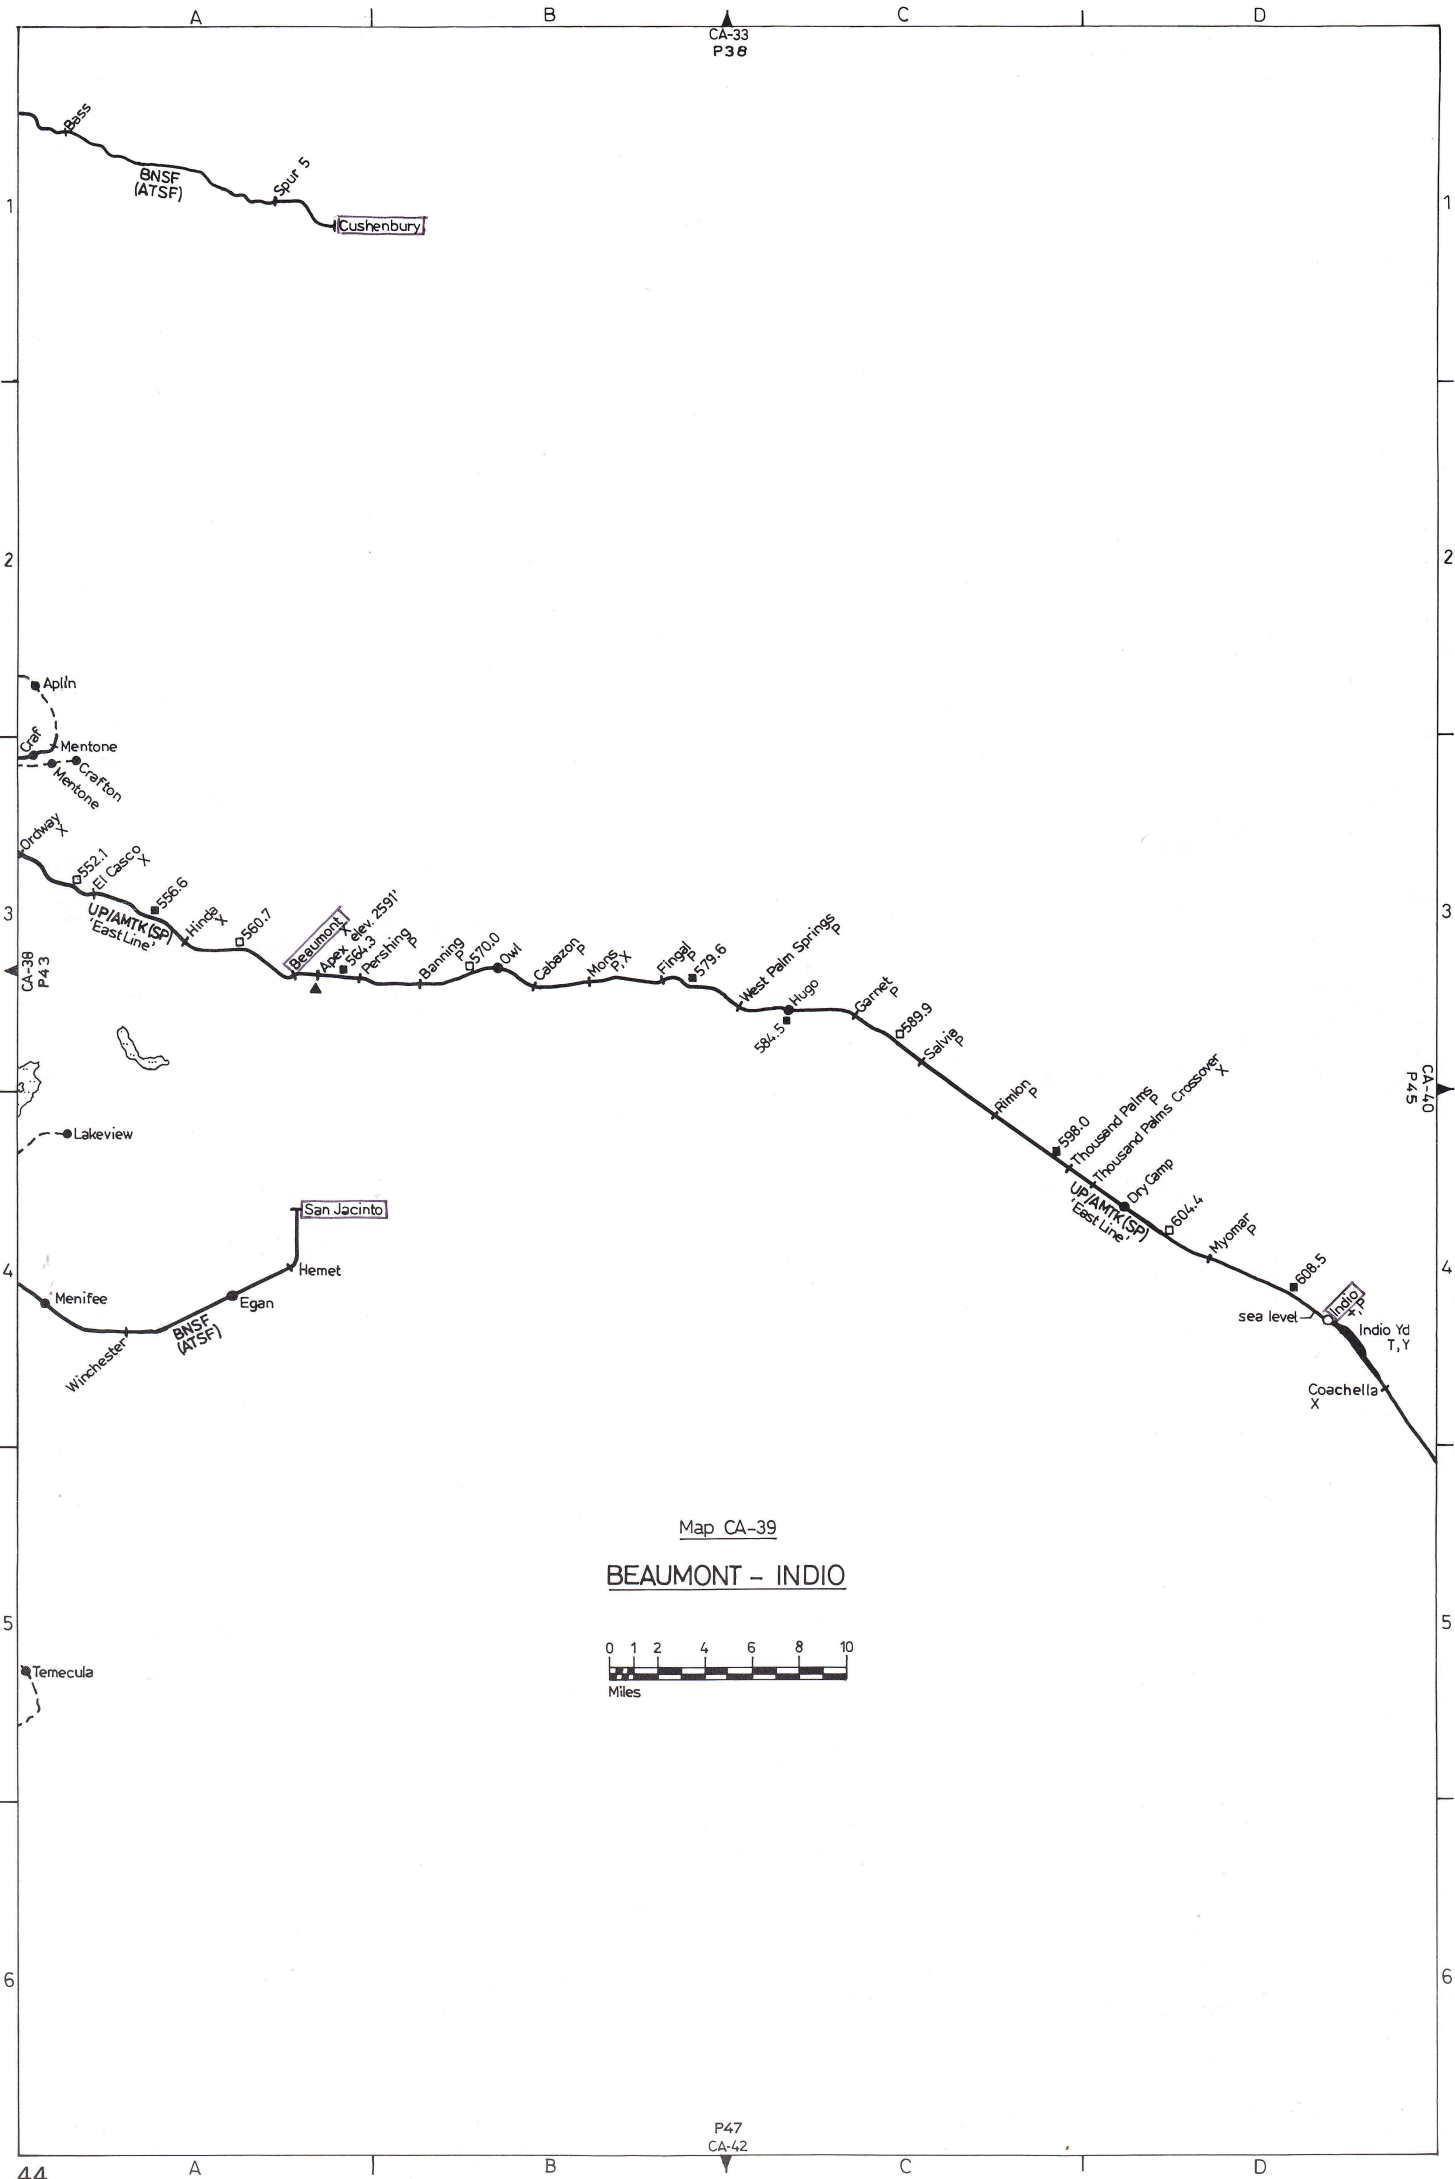 A
B
C
D
CA-33
P38
Bass
BNSF
(ATSF)
Spur 5
Cushenbury
1
1
2
2
Aplin
Craf
Mentone
Crafton
Mentone
Ordway
X
552.1
El Casco
X
556.6
UP/AMTK(SP)
'East Line'
Hinda
X
560.7
Beaumont
X
Apex elev. 2591'
564.3
Pershing
P
Banning
P
570.0
Owl
Cabazon
P
Mons
P,X
Fingal
P
579.6
West Palm Springs
P
Hugo
584.5
Garnet
P
589.9
Salvia
P
Rimlon
P
598.0
Thousand Palms
P
Thousand Palms Crossover
X
UP/AMTK(SP)
'East Line'
Dry Camp
604.4
Myomar
P
608.5
sea level
Indio
X,P
Indio Yd
T,Y
Coachella
X
3
3
CA-38
P43
CA-40
P45
3
Lakeview
San Jacinto
Hemet
Egan
BNSF
(ATSF)
Winchester
Menifee
4
4
Map CA-39
BEAUMONT – INDIO
0 1 2 4 6 8 10
Miles
5
5
Temecula
6
6
P47
CA-42
44
A
B
C
D